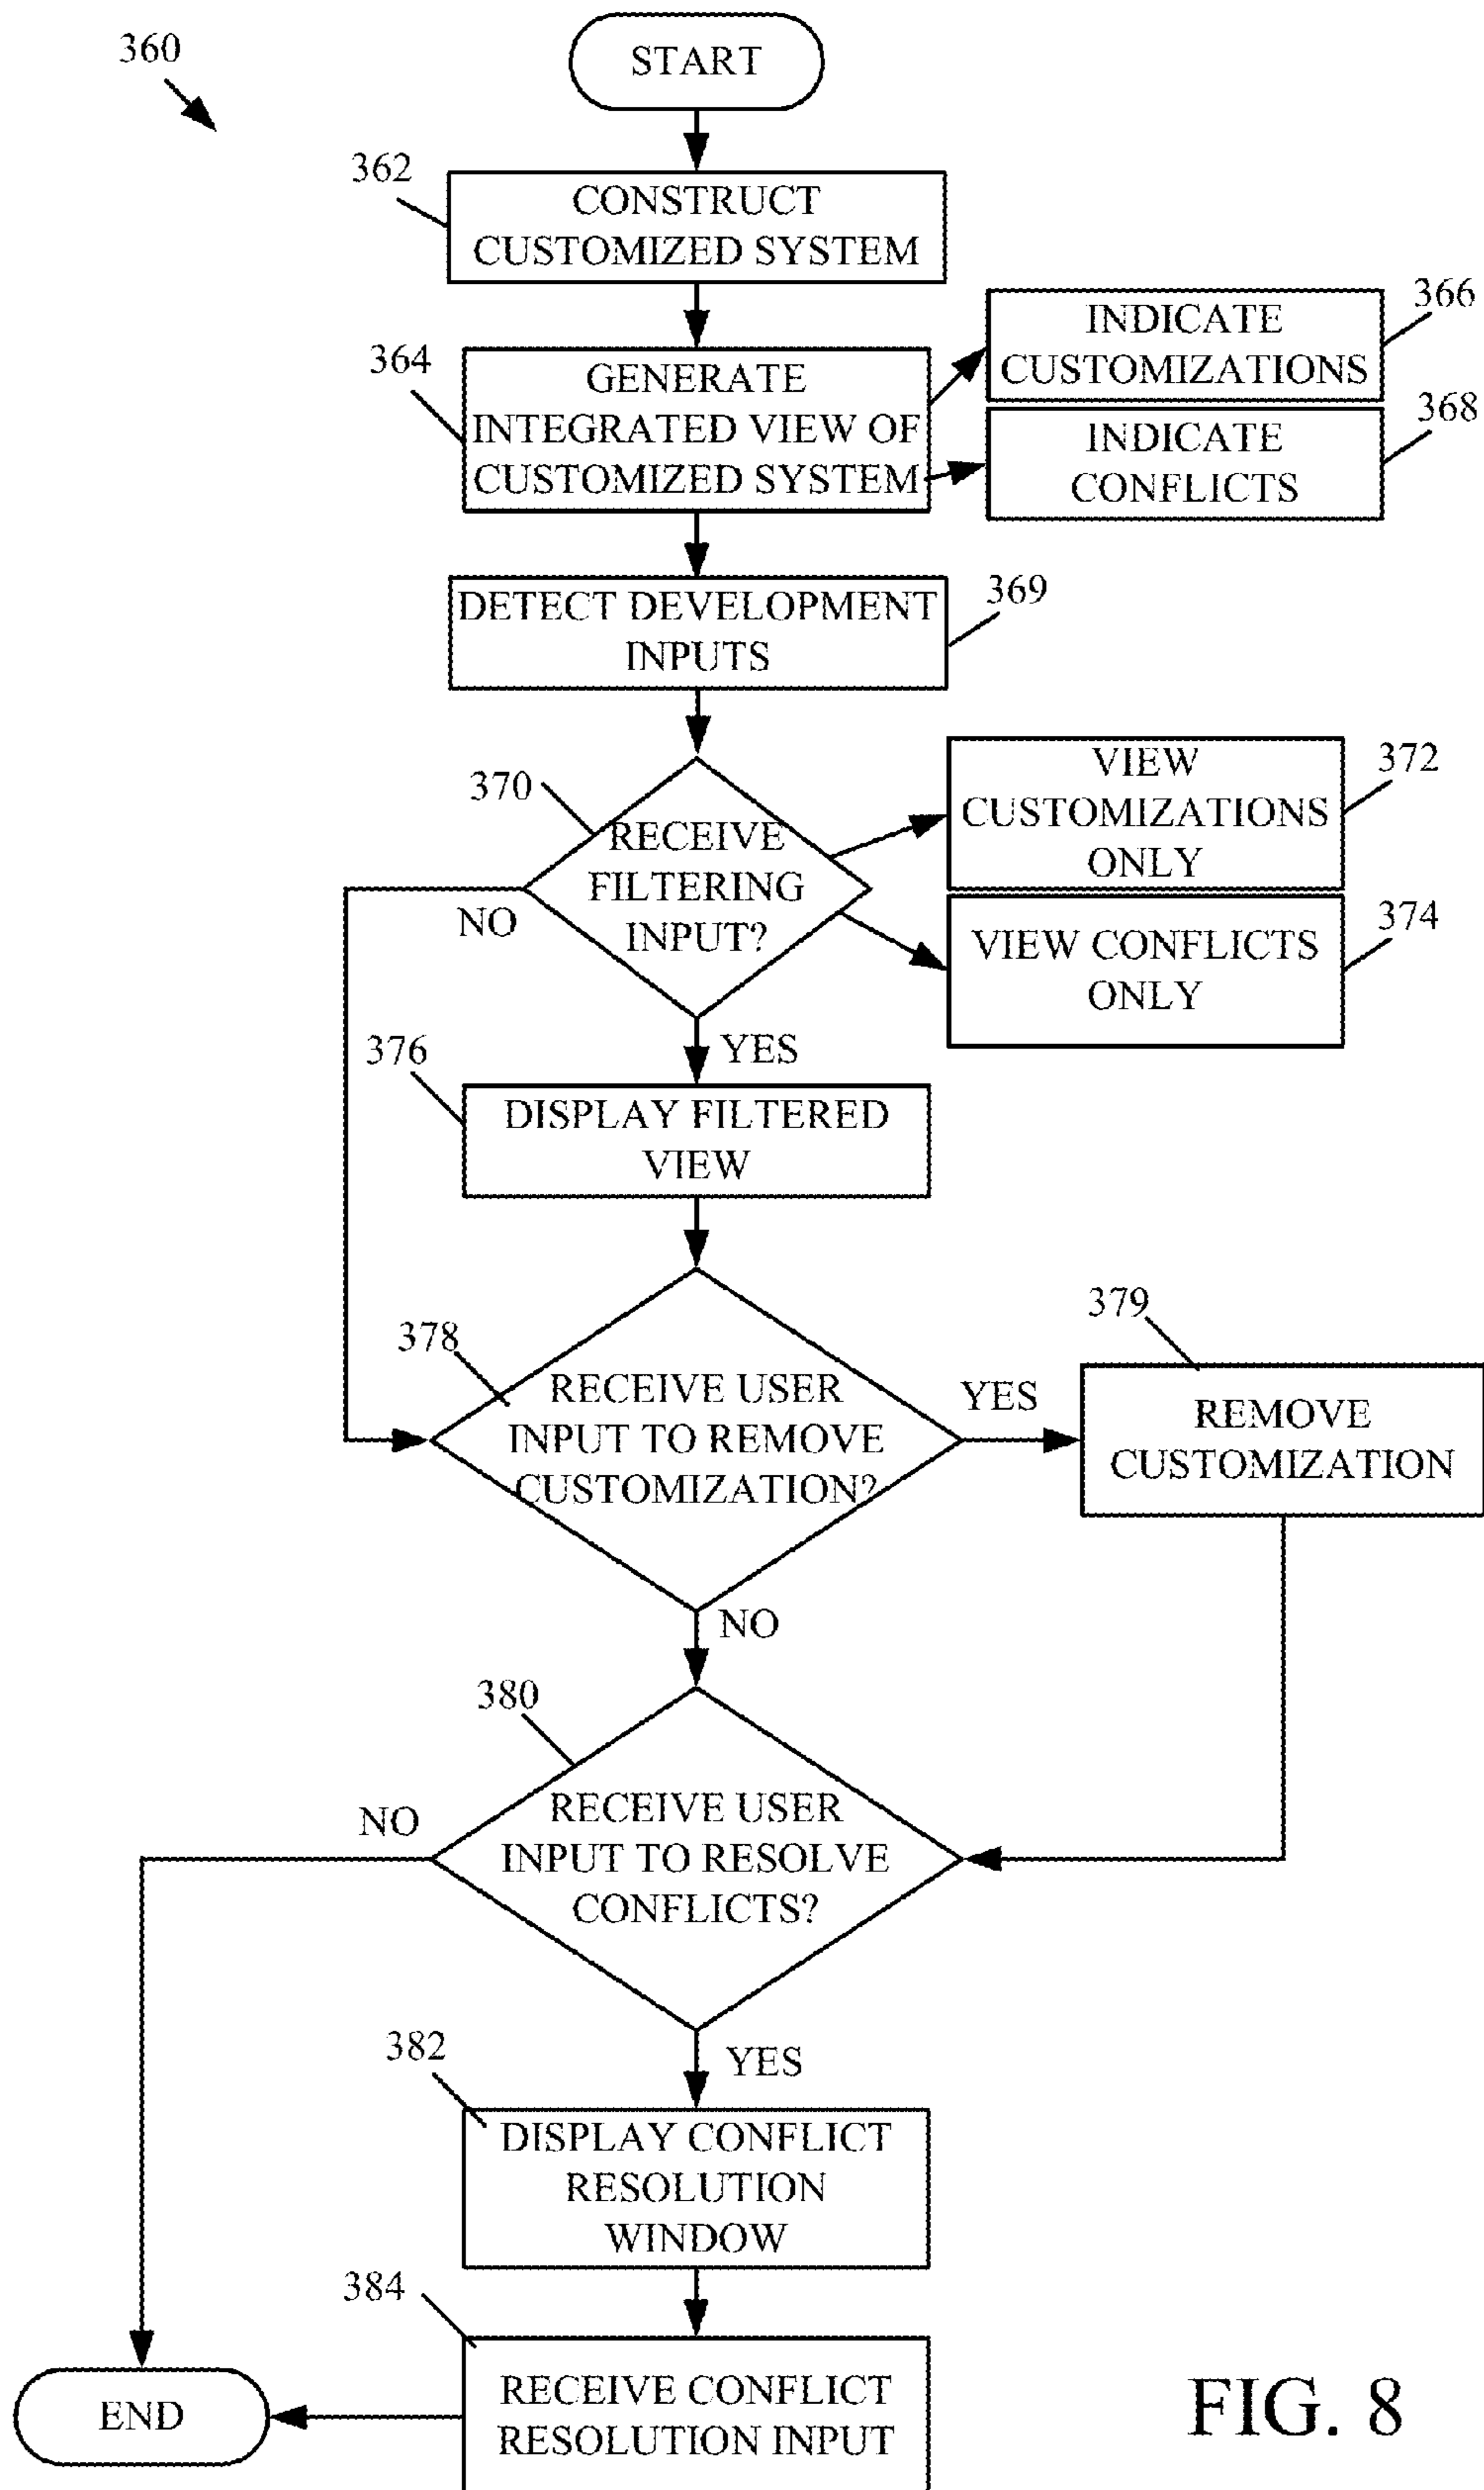 360
START
362
CONSTRUCT
CUSTOMIZED SYSTEM
364
GENERATE
INTEGRATED VIEW OF
CUSTOMIZED SYSTEM
INDICATE
CUSTOMIZATIONS
366
INDICATE
CONFLICTS
368
DETECT DEVELOPMENT
INPUTS
369
370
RECEIVE
FILTERING
INPUT?
NO
VIEW
CUSTOMIZATIONS
ONLY
372
VIEW CONFLICTS
ONLY
374
YES
376
DISPLAY FILTERED
VIEW
378
RECEIVE USER
INPUT TO REMOVE
CUSTOMIZATION?
YES
379
REMOVE
CUSTOMIZATION
NO
380
RECEIVE USER
INPUT TO RESOLVE
CONFLICTS?
NO
YES
382
DISPLAY CONFLICT
RESOLUTION
WINDOW
384
RECEIVE CONFLICT
RESOLUTION INPUT
END
FIG. 8